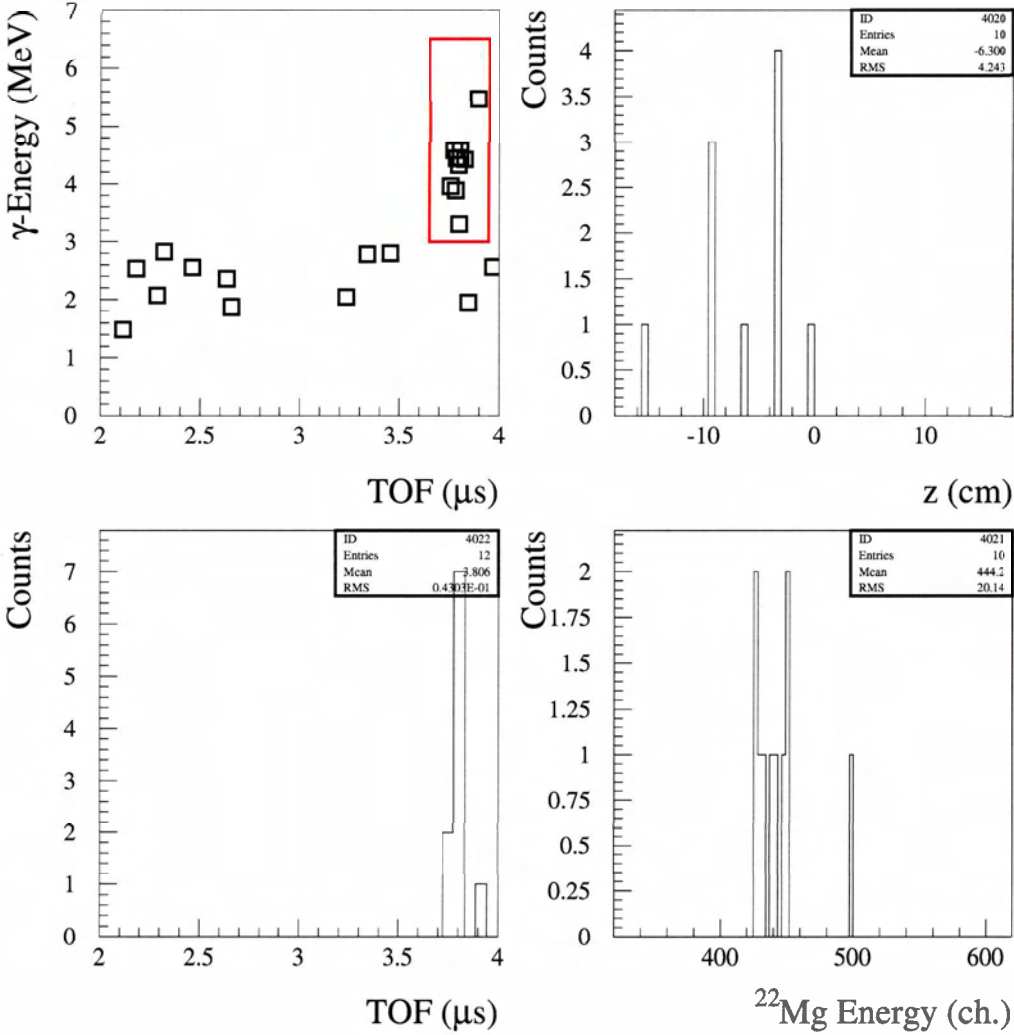 7
6
5
4
3
2
1
0
γ-Energy (MeV)
2
2.5
3
3.5
4
TOF (μs)
ID 4020
Entries 10
Mean -6.300
RMS 4.243
4
3.5
3
2.5
2
1.5
1
0.5
0
Counts
-10
0
10
z (cm)
ID 4022
Entries 12
Mean 3.806
RMS 0.4303E-01
7
6
5
4
3
2
1
0
Counts
2
2.5
3
3.5
4
TOF (μs)
ID 4021
Entries 10
Mean 444.2
RMS 20.14
2
1.75
1.5
1.25
1
0.75
0.5
0.25
0
Counts
400
500
600
²²Mg Energy (ch.)